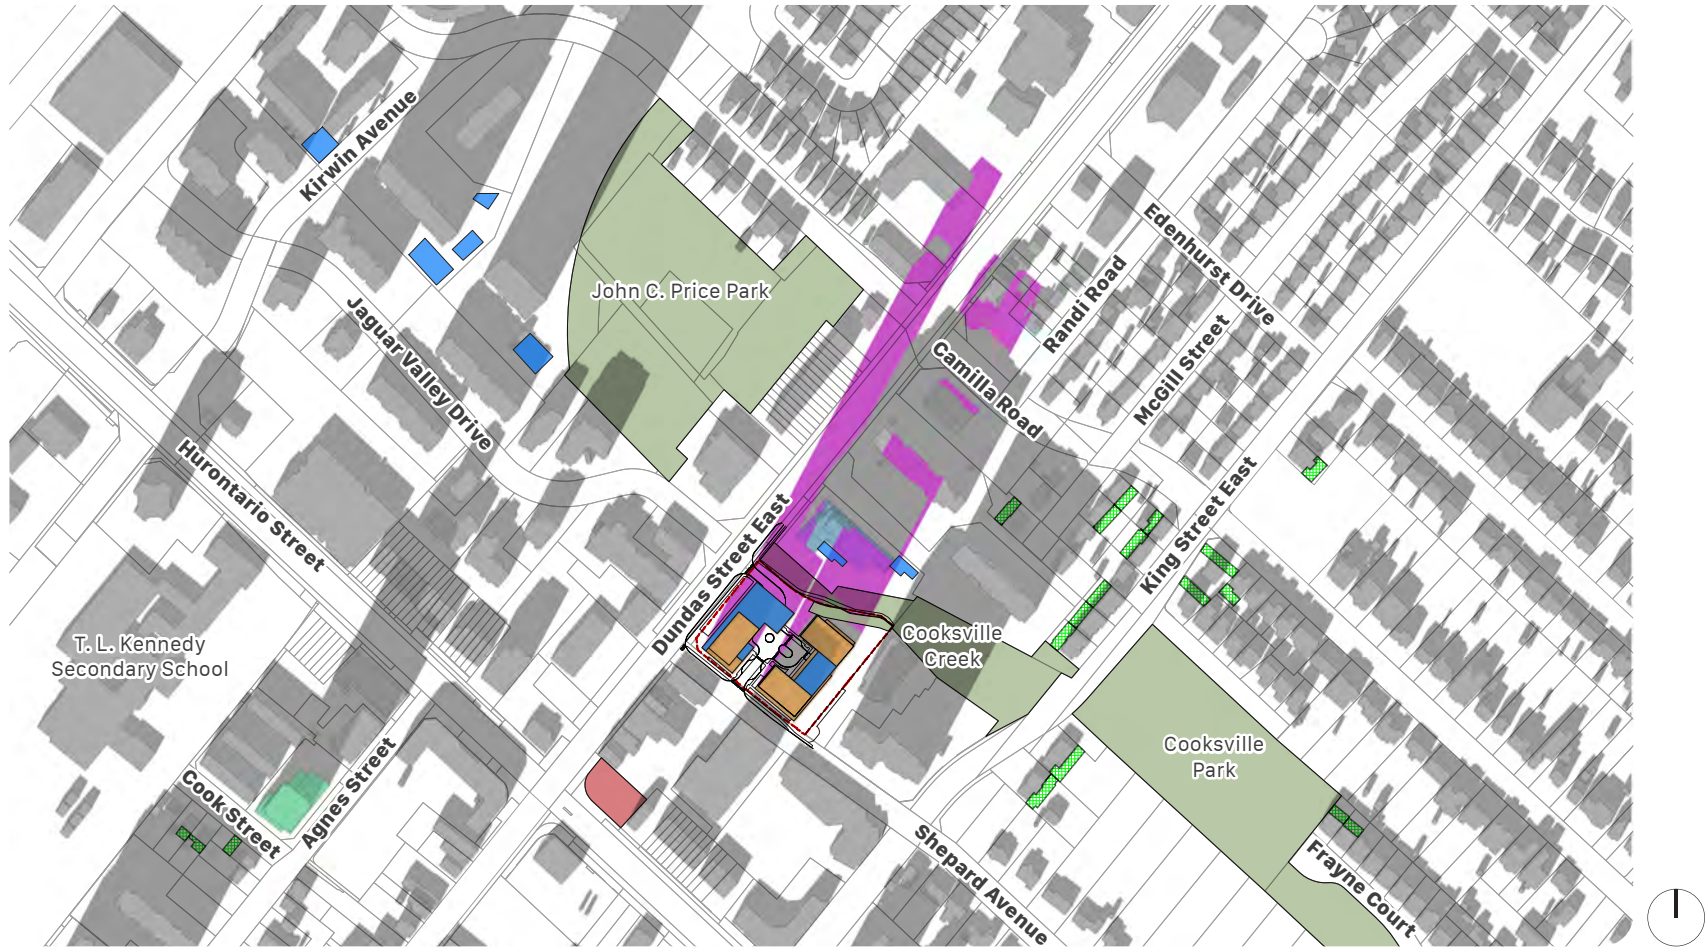 Kirwin Avenue
John C. Price Park
Edenhurst Drive
Randi Road
Jaguar Valley Drive
McGill Street
Camilla Road
Hurontario Street
King Street East
Dundas Street East
T. L. Kennedy
Secondary School
Cooksville
Creek
Cooksville
Park
Cook Street
Agnes Street
Shepard Avenue
Frayne Court